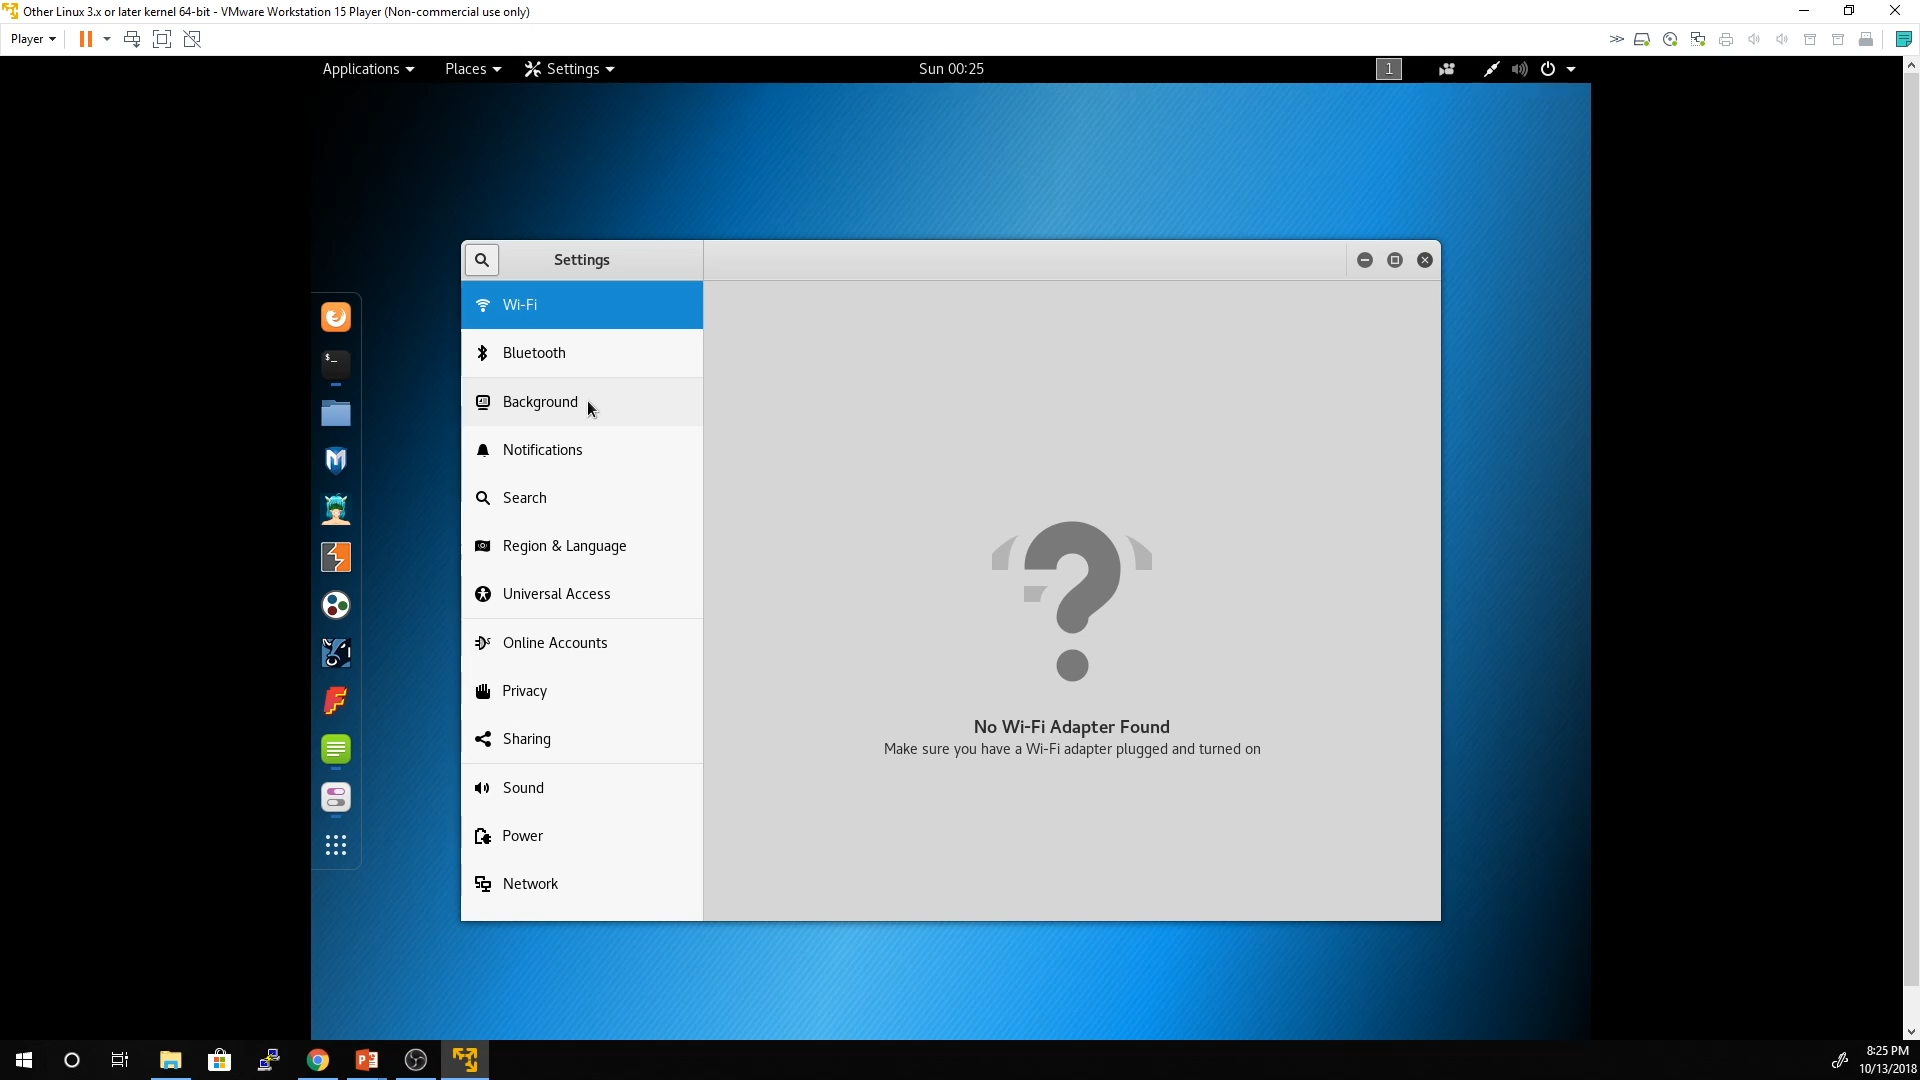 Other Linux 3.x or later kernel 64-bit - VMware Workstation 15 Player (Non-commercial use only)
Player
Applications Places Settings Sun 00:25 1
Settings
Wi-Fi
Bluetooth
Background
Notifications
Search
Region & Language
Universal Access
Online Accounts
Privacy
Sharing
Sound
Power
Network
No Wi-Fi Adapter Found
Make sure you have a Wi-Fi adapter plugged and turned on
8:25 PM
10/13/2018